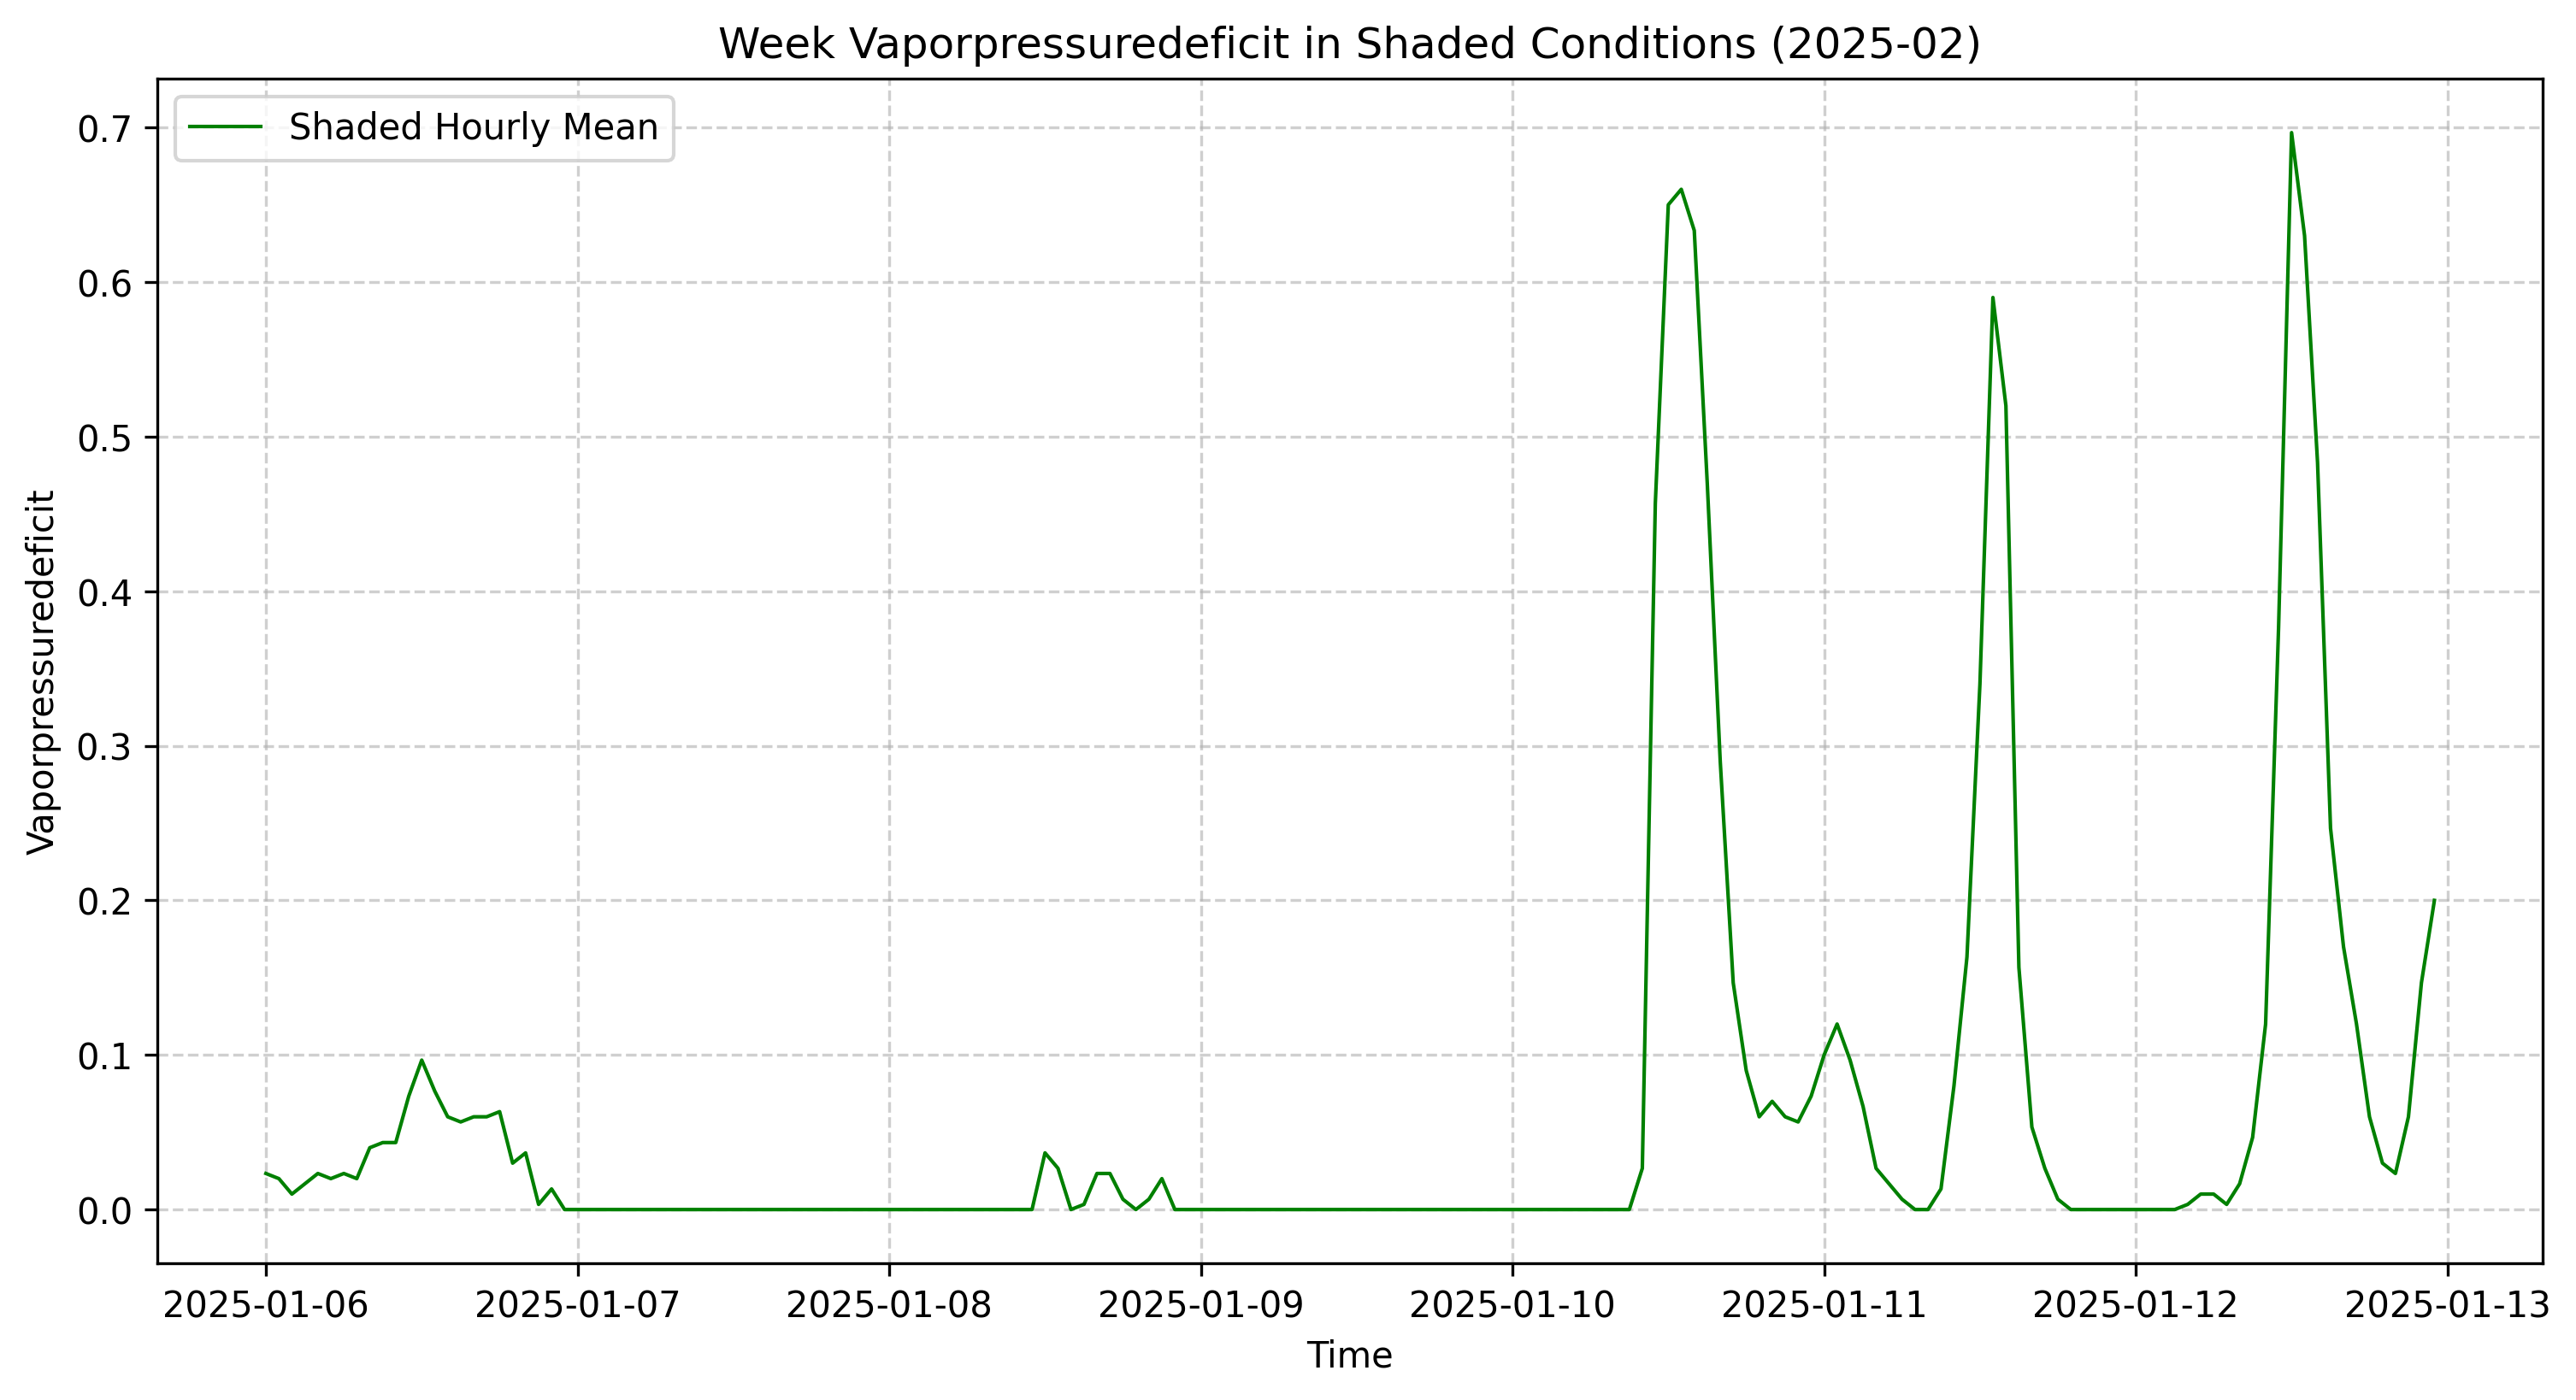 Week Vaporpressuredeficit in Shaded Conditions (2025-02)
Shaded Hourly Mean
Vaporpressuredeficit
0.7
0.6
0.5
0.4
0.3
0.2
0.1
0.0
2025-01-06 2025-01-07 2025-01-08 2025-01-09 2025-01-10 2025-01-11 2025-01-12 2025-01-13
Time